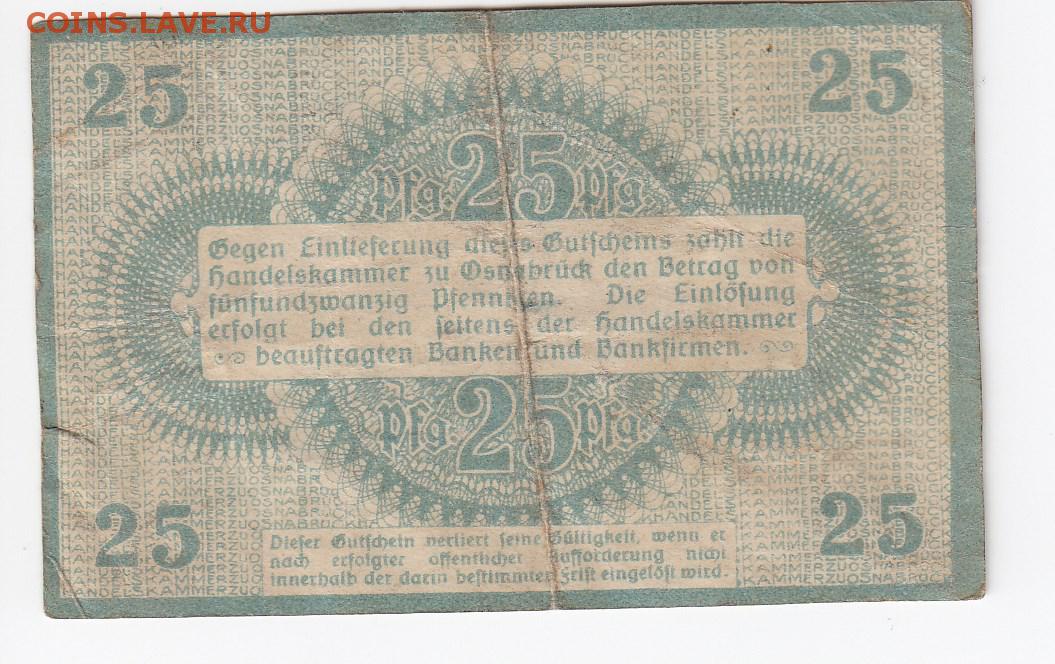 COINS.LAVE.RU
25 25
Pfg. 25 Pfg.
Gegen Einlieferung dieses Gutscheins zahlt die
Handelskammer zu Osnabrück den Betrag von
fünfundzwanzig Pfennigen. Die Einlösung
erfolgt bei den seitens der Handelskammer
beauftragten Banken und Bankfirmen.
Pfg. 25 Pfg.
25 25
Dieser Gutschein verliert seine Gültigkeit, wenn er
nach erfolgter öffentlicher Aufforderung nicht
innerhalb der darin bestimmten Frist eingelöst wird.